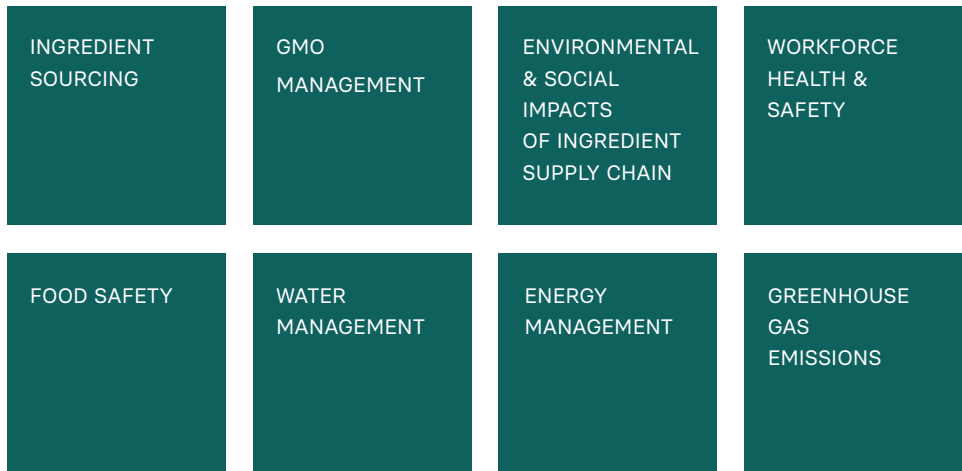 INGREDIENT
SOURCING
GMO
MANAGEMENT
ENVIRONMENTAL
& SOCIAL
IMPACTS
OF INGREDIENT
SUPPLY CHAIN
WORKFORCE
HEALTH &
SAFETY
FOOD SAFETY
WATER
MANAGEMENT
ENERGY
MANAGEMENT
GREENHOUSE
GAS
EMISSIONS